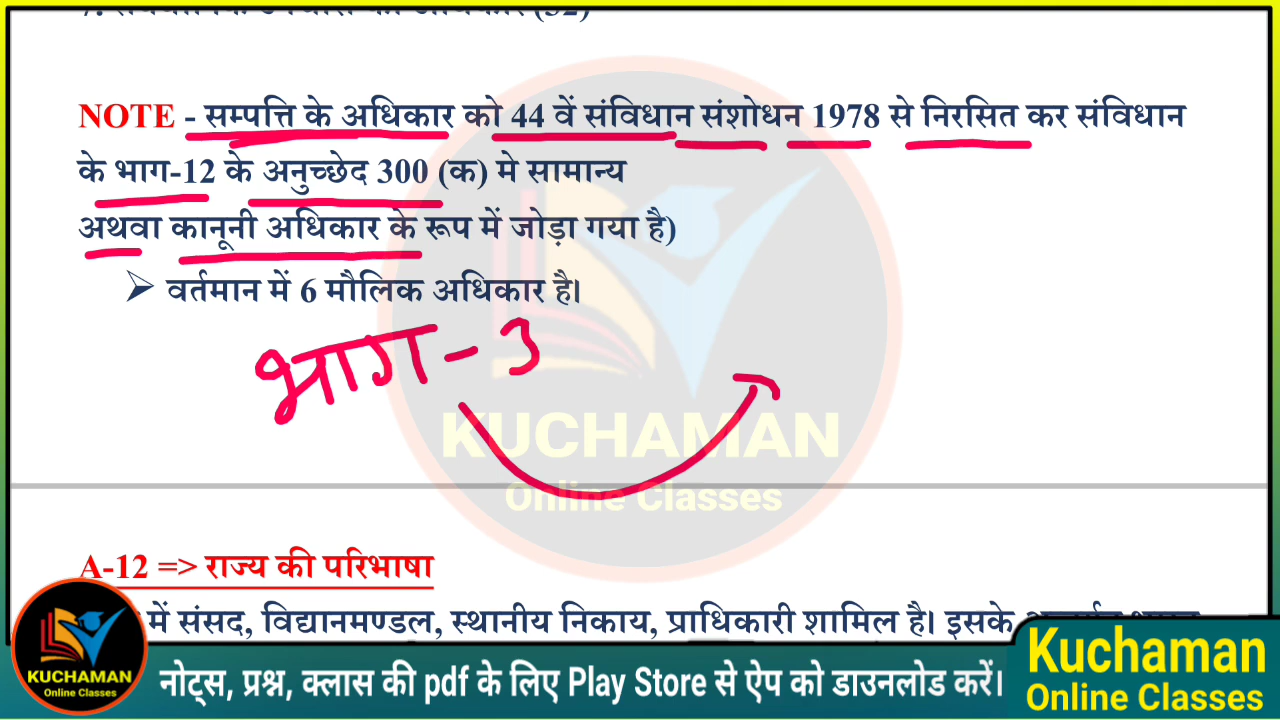 NOTE - सम्पत्ति के अधिकार को 44 वें संविधान संशोधन 1978 से निरसित कर संविधान
के भाग-12 के अनुच्छेद 300 (क) मे सामान्य
अथवा कानूनी अधिकार के रूप में जोड़ा गया है)
➢ वर्तमान में 6 मौलिक अधिकार है।
भाग-3
KUCHAMAN
Online Classes
A-12 => राज्य की परिभाषा
में संसद, विद्यानमण्डल, स्थानीय निकाय, प्राधिकारी शामिल है। इसके
KUCHAMAN
Online Classes
नोट्स, प्रश्न, क्लास की pdf के लिए Play Store से ऐप को डाउनलोड करें।
Kuchaman
Online Classes